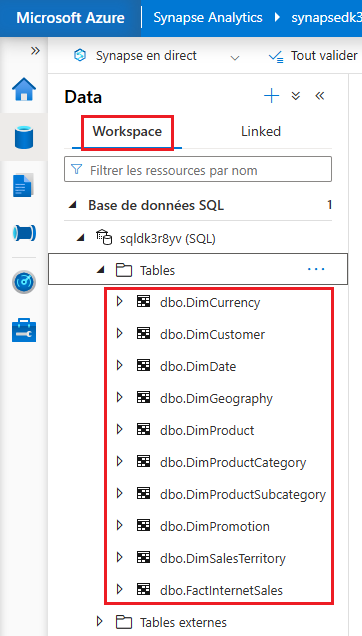 Microsoft Azure Synapse Analytics synapsedk3
Synapse en direct Tout valider
Data
Workspace Linked
Filtrer les ressources par nom
Base de données SQL 1
sqldk3r8yv (SQL)
Tables ...
dbo.DimCurrency
dbo.DimCustomer
dbo.DimDate
dbo.DimGeography
dbo.DimProduct
dbo.DimProductCategory
dbo.DimProductSubcategory
dbo.DimPromotion
dbo.DimSalesTerritory
dbo.FactInternetSales
Tables externes